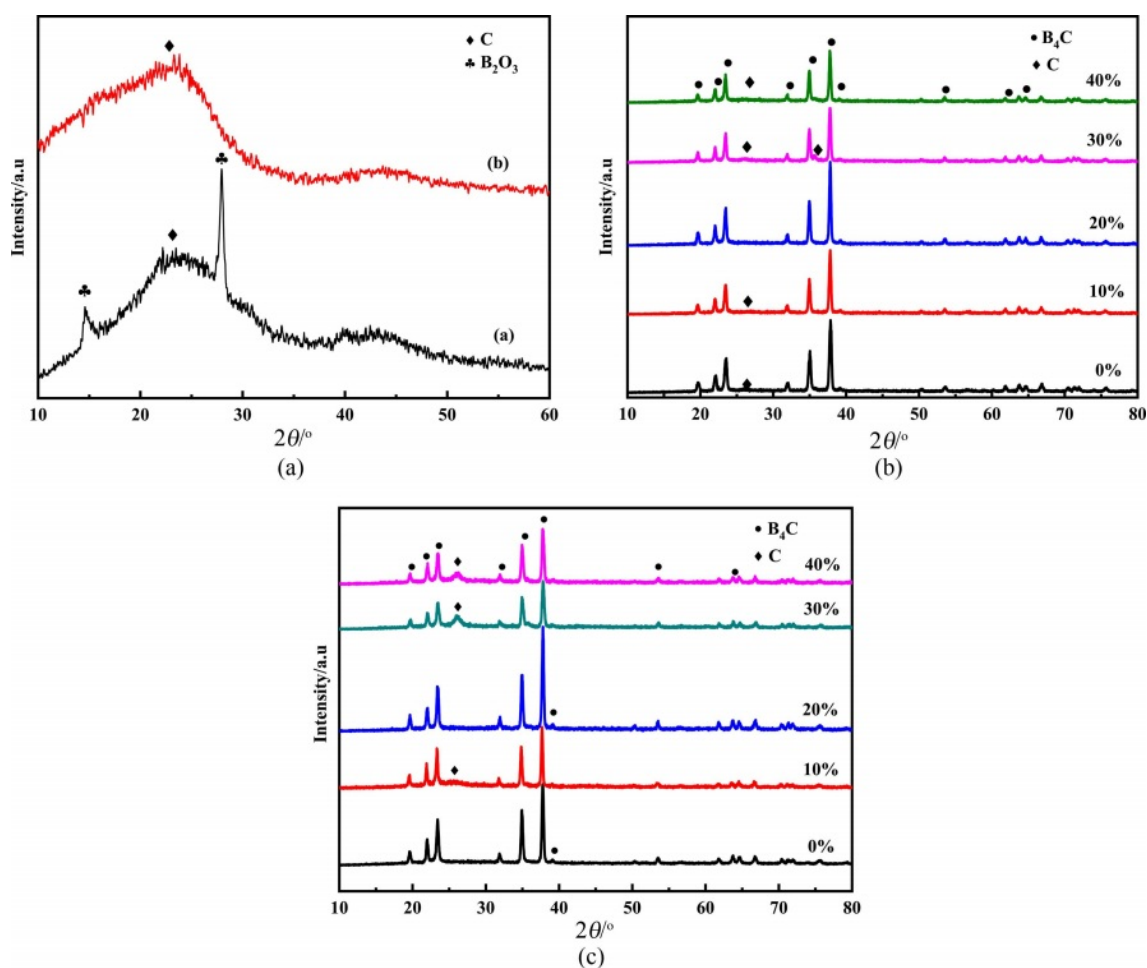 ♦ C
♣ B₂O₃
(b)
(a)
Intensity/a.u
10 20 30 40 50 60
2θ/°
(a)
• B₄C
♦ C
40%
30%
20%
10%
0%
Intensity/a.u
10 20 30 40 50 60 70 80
2θ/°
(b)
• B₄C
♦ C
40%
30%
20%
10%
0%
Intensity/a.u
10 20 30 40 50 60 70 80
2θ/°
(c)